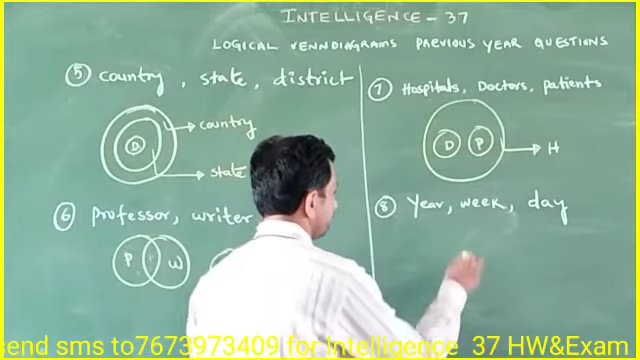 INTELLIGENCE - 37
LOGICAL VENNDIAGRAMS PREVIOUS YEAR QUESTIONS
5 country, state, district
D
country
state
6 professor, writer
P W
7 Hospitals, Doctors, patients
D P H
8 Year, week, day
send sms to7673973409 for Intelligence 37 HW&Exam